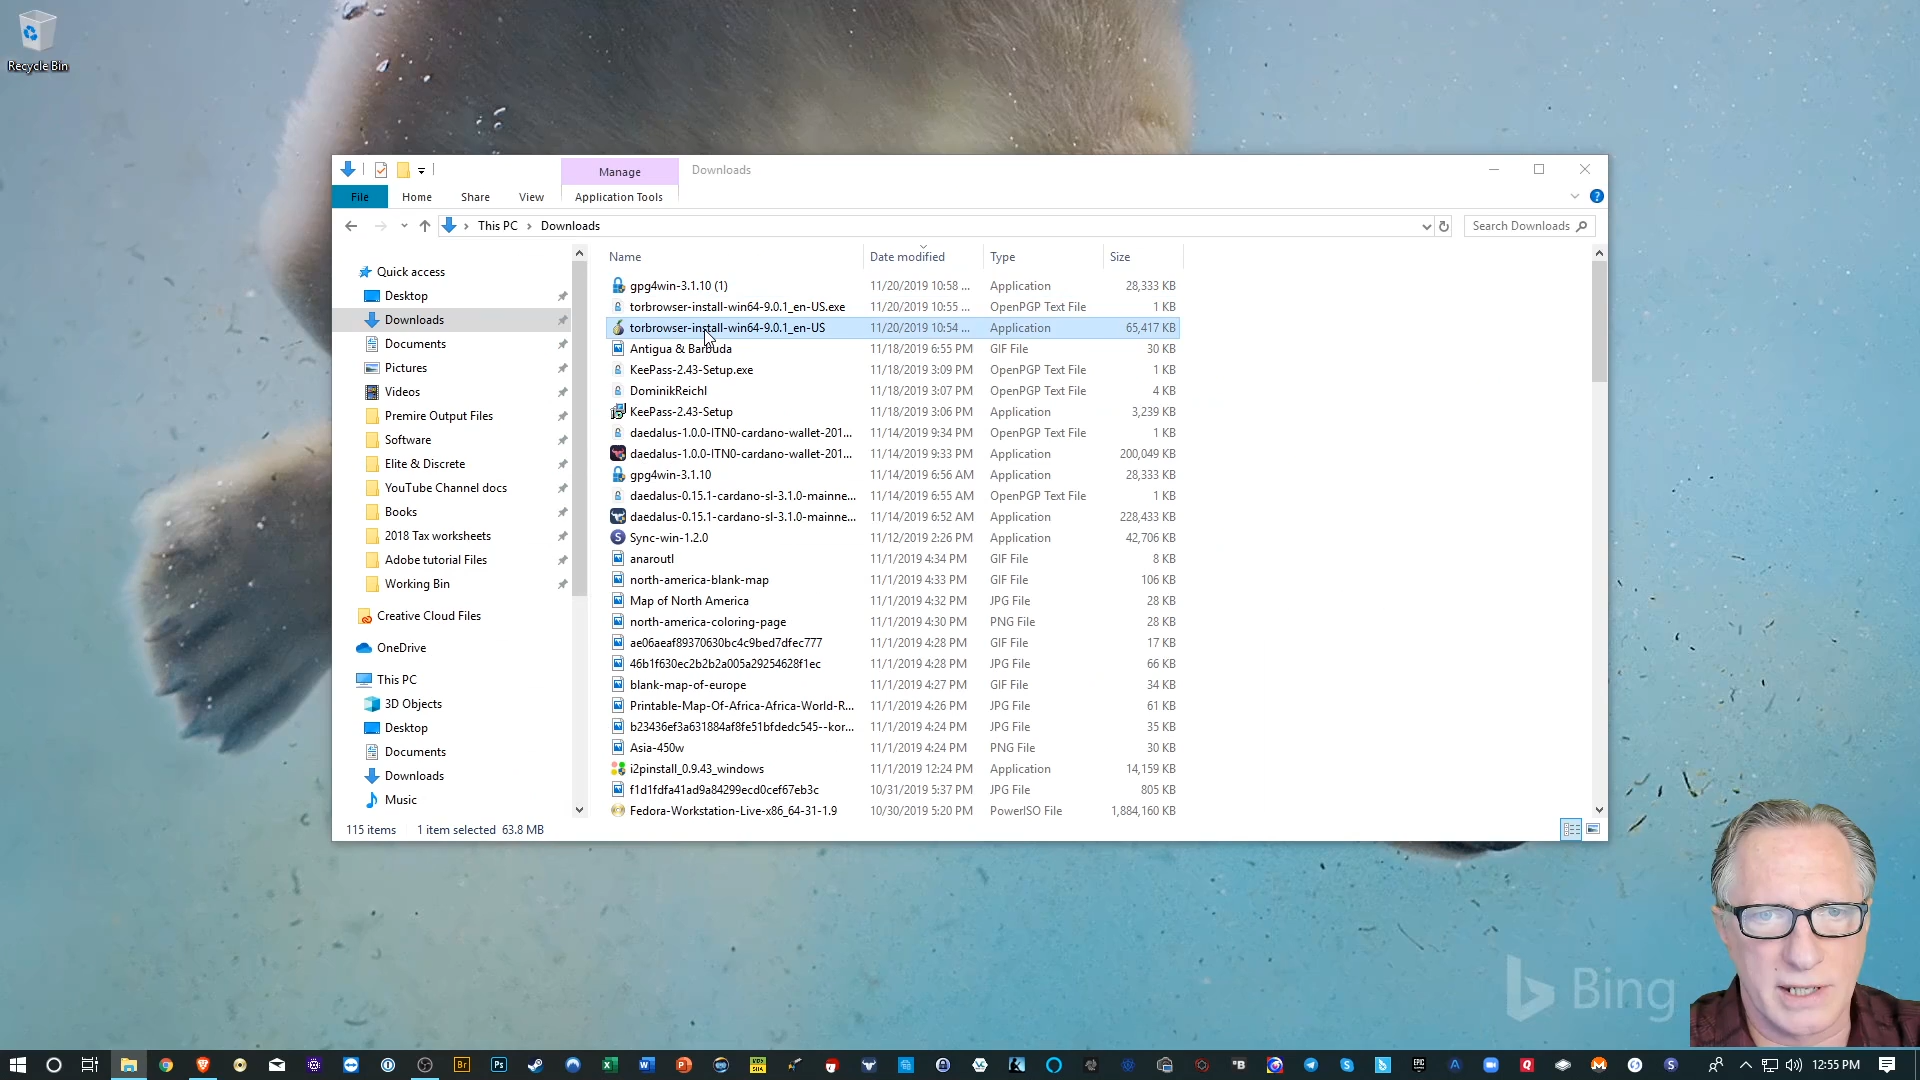 Recycle Bin
Manage
Downloads
File
Home
Share
View
Application Tools
This PC
Downloads
Search Downloads
Name
Date modified
Type
Size
Quick access
Desktop
Downloads
Documents
Pictures
Videos
Premire Output Files
Software
Elite & Discrete
YouTube Channel docs
Books
2018 Tax worksheets
Adobe tutorial Files
Working Bin
Creative Cloud Files
OneDrive
This PC
3D Objects
Desktop
Documents
Downloads
Music
gpg4win-3.1.10 (1) 11/20/2019 10:58 ... Application 28,333 KB
torbrowser-install-win64-9.0.1_en-US.exe 11/20/2019 10:55 ... OpenPGP Text File 1 KB
torbrowser-install-win64-9.0.1_en-US 11/20/2019 10:54 ... Application 65,417 KB
Antigua & Barbuda 11/18/2019 6:55 PM GIF File 30 KB
KeePass-2.43-Setup.exe 11/18/2019 3:09 PM OpenPGP Text File 1 KB
DominikReichl 11/18/2019 3:07 PM OpenPGP Text File 4 KB
KeePass-2.43-Setup 11/18/2019 3:06 PM Application 3,239 KB
daedalus-1.0.0-ITN0-cardano-wallet-201... 11/14/2019 9:34 PM OpenPGP Text File 1 KB
daedalus-1.0.0-ITN0-cardano-wallet-201... 11/14/2019 9:33 PM Application 200,049 KB
gpg4win-3.1.10 11/14/2019 6:56 AM Application 28,333 KB
daedalus-0.15.1-cardano-sl-3.1.0-mainne... 11/14/2019 6:55 AM OpenPGP Text File 1 KB
daedalus-0.15.1-cardano-sl-3.1.0-mainne... 11/14/2019 6:52 AM Application 228,433 KB
Sync-win-1.2.0 11/12/2019 2:26 PM Application 42,706 KB
anaroutl 11/1/2019 4:34 PM GIF File 8 KB
north-america-blank-map 11/1/2019 4:33 PM GIF File 106 KB
Map of North America 11/1/2019 4:32 PM JPG File 28 KB
north-america-coloring-page 11/1/2019 4:30 PM PNG File 28 KB
ae06aeaf89370630bc4c9bed7dfec777 11/1/2019 4:28 PM GIF File 17 KB
46b1f630ec2b2b2a005a29254628f1ec 11/1/2019 4:28 PM JPG File 66 KB
blank-map-of-europe 11/1/2019 4:27 PM GIF File 34 KB
Printable-Map-Of-Africa-Africa-World-R... 11/1/2019 4:26 PM JPG File 61 KB
b23436ef3a631884af8fe51bfdedc545--kor... 11/1/2019 4:24 PM JPG File 35 KB
Asia-450w 11/1/2019 4:24 PM PNG File 30 KB
i2pinstall_0.9.43_windows 11/1/2019 12:24 PM Application 14,159 KB
f1d1fdfa41ad9a84299ecd0cef67eb3c 10/31/2019 5:37 PM JPG File 805 KB
Fedora-Workstation-Live-x86_64-31-1.9 10/30/2019 5:20 PM PowerISO File 1,884,160 KB
115 items
1 item selected 63.8 MB
Bing
12:55 PM